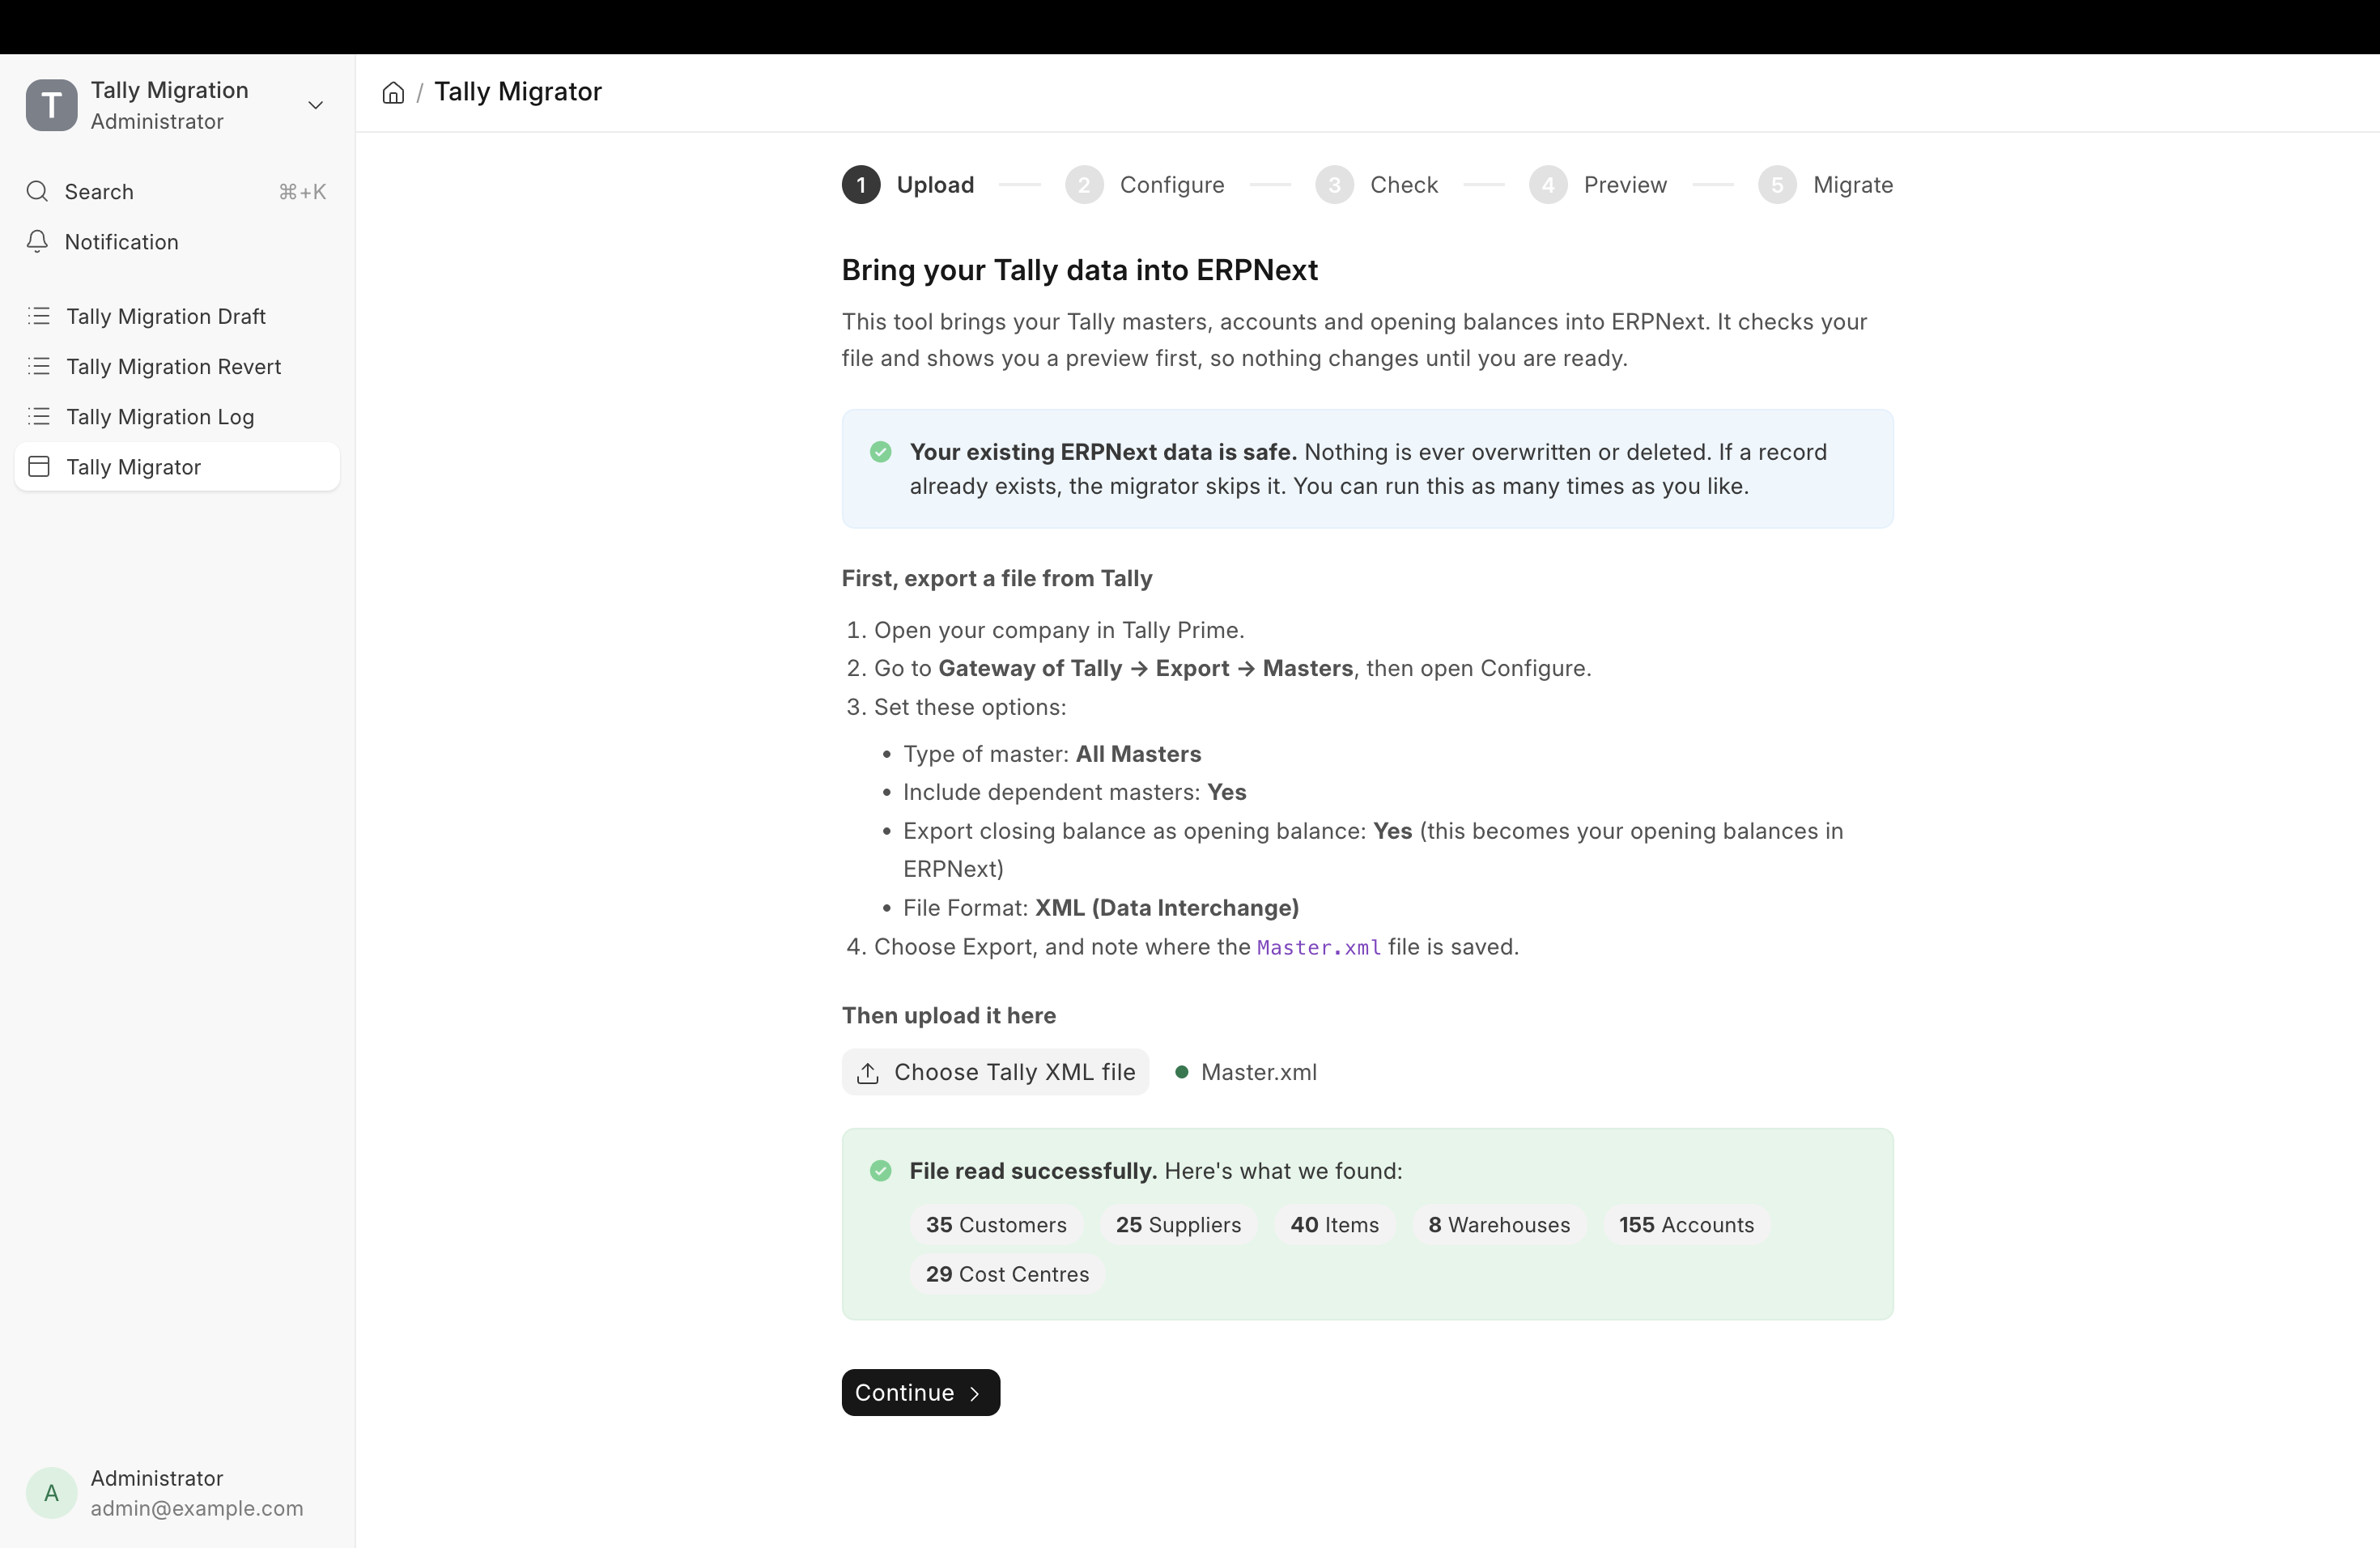 T
Tally Migration
Administrator
Search ⌘+K
Notification
Tally Migration Draft
Tally Migration Revert
Tally Migration Log
Tally Migrator
A
Administrator
admin@example.com
/ Tally Migrator
1 Upload 2 Configure 3 Check 4 Preview 5 Migrate
Bring your Tally data into ERPNext
This tool brings your Tally masters, accounts and opening balances into ERPNext. It checks your
file and shows you a preview first, so nothing changes until you are ready.
Your existing ERPNext data is safe. Nothing is ever overwritten or deleted. If a record
already exists, the migrator skips it. You can run this as many times as you like.
First, export a file from Tally
1. Open your company in Tally Prime.
2. Go to Gateway of Tally → Export → Masters, then open Configure.
3. Set these options:
• Type of master: All Masters
• Include dependent masters: Yes
• Export closing balance as opening balance: Yes (this becomes your opening balances in
ERPNext)
• File Format: XML (Data Interchange)
4. Choose Export, and note where the Master.xml file is saved.
Then upload it here
Choose Tally XML file Master.xml
File read successfully. Here's what we found:
35 Customers 25 Suppliers 40 Items 8 Warehouses 155 Accounts
29 Cost Centres
Continue